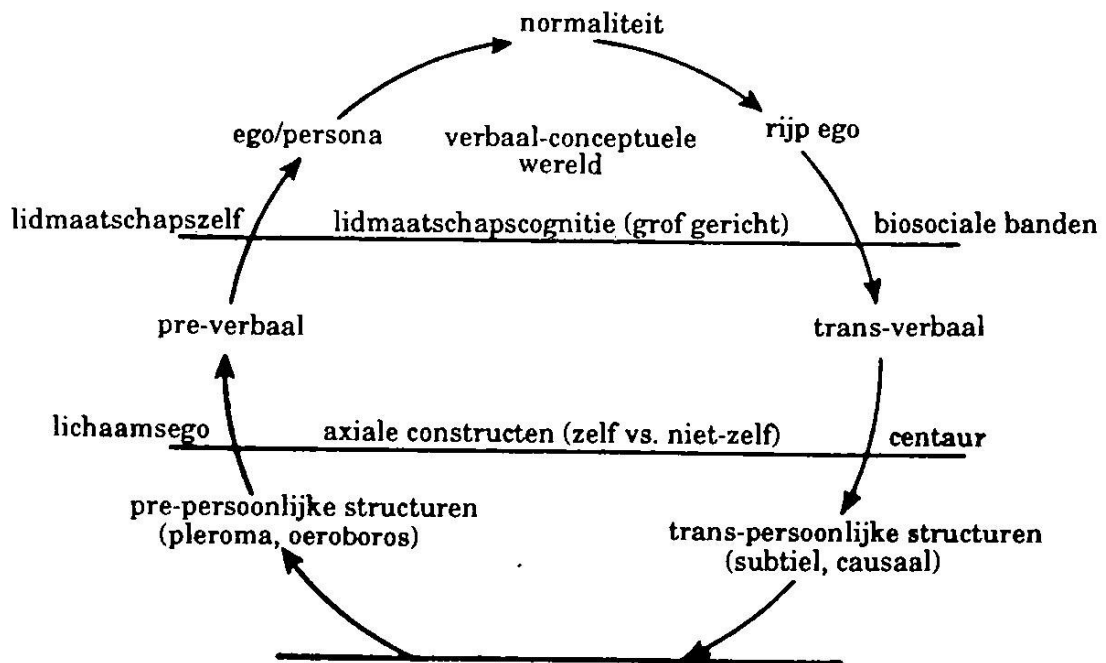 normaliteit
ego/persona
verbaal-conceptuele
wereld
rijp ego
lidmaatschapszelf
lidmaatschapscognitie (grof gericht)
biosociale banden
pre-verbaal
trans-verbaal
lichaamsego
axiale constructen (zelf vs. niet-zelf)
centaur
pre-persoonlijke structuren
(pleroma, oeroboros)
trans-persoonlijke structuren
(subtiel, causaal)